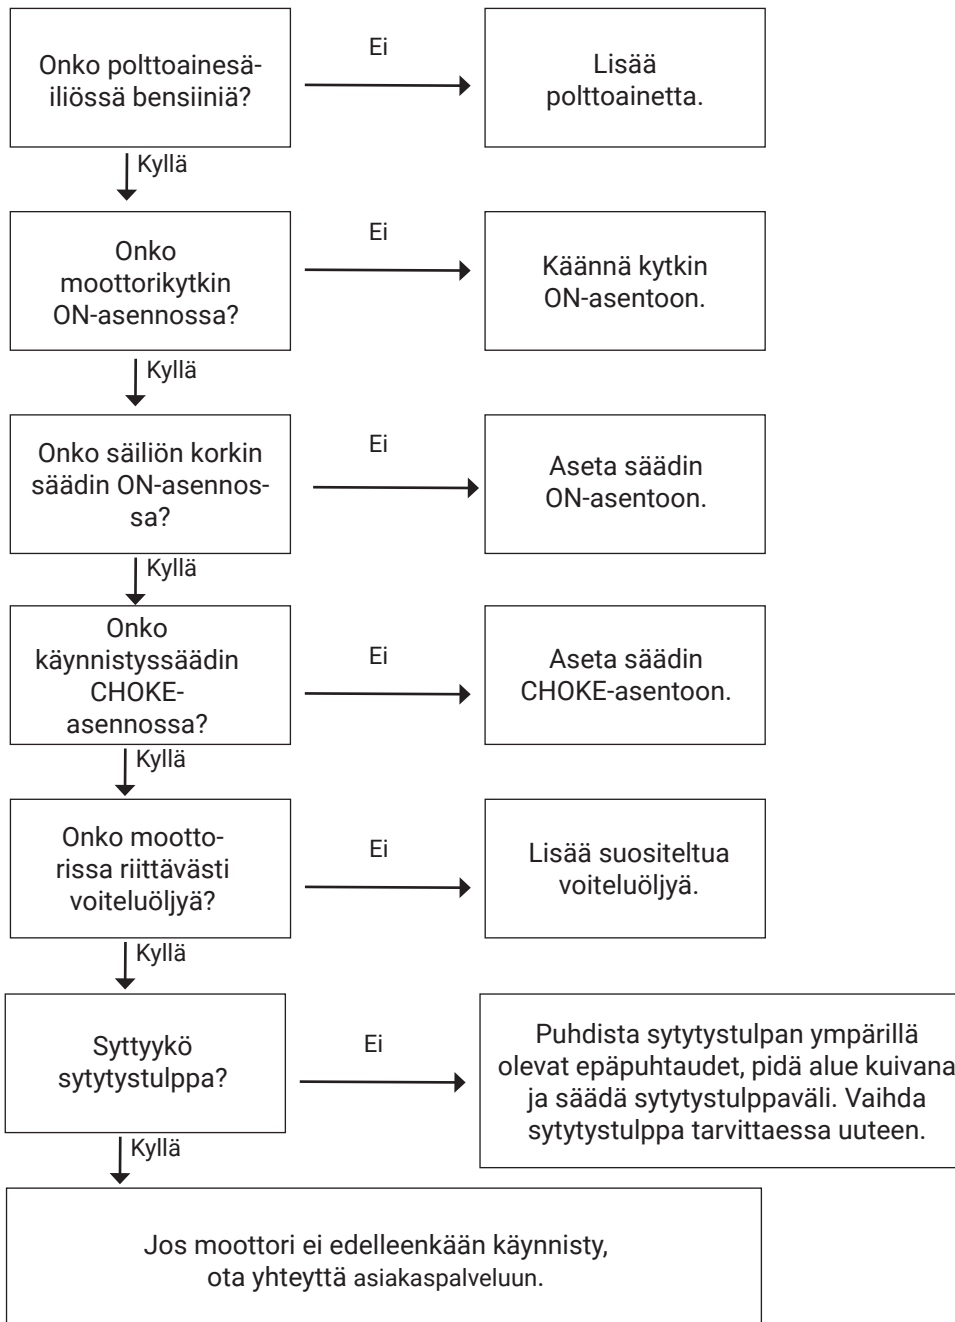 Onko polttoainesä-
iliössä bensiiniä?
Ei
Lisää
polttoainetta.
Kyllä
Onko
moottorikytkin
ON-asennossa?
Ei
Käännä kytkin
ON-asentoon.
Kyllä
Onko säiliön korkin
säädin ON-asennos-
sa?
Ei
Aseta säädin
ON-asentoon.
Kyllä
Onko
käynnistyssäädin
CHOKE-
asennossa?
Ei
Aseta säädin
CHOKE-asentoon.
Kyllä
Onko mootto-
rissa riittävästi
voiteluöljyä?
Ei
Lisää suositeltua
voiteluöljyä.
Kyllä
Syttyykö
sytytystulppa?
Ei
Puhdista sytytystulpan ympärillä
olevat epäpuhtaudet, pidä alue kuivana
ja säädä sytytystulppaväli. Vaihda
sytytystulppa tarvittaessa uuteen.
Kyllä
Jos moottori ei edelleenkään käynnisty,
ota yhteyttä asiakaspalveluun.